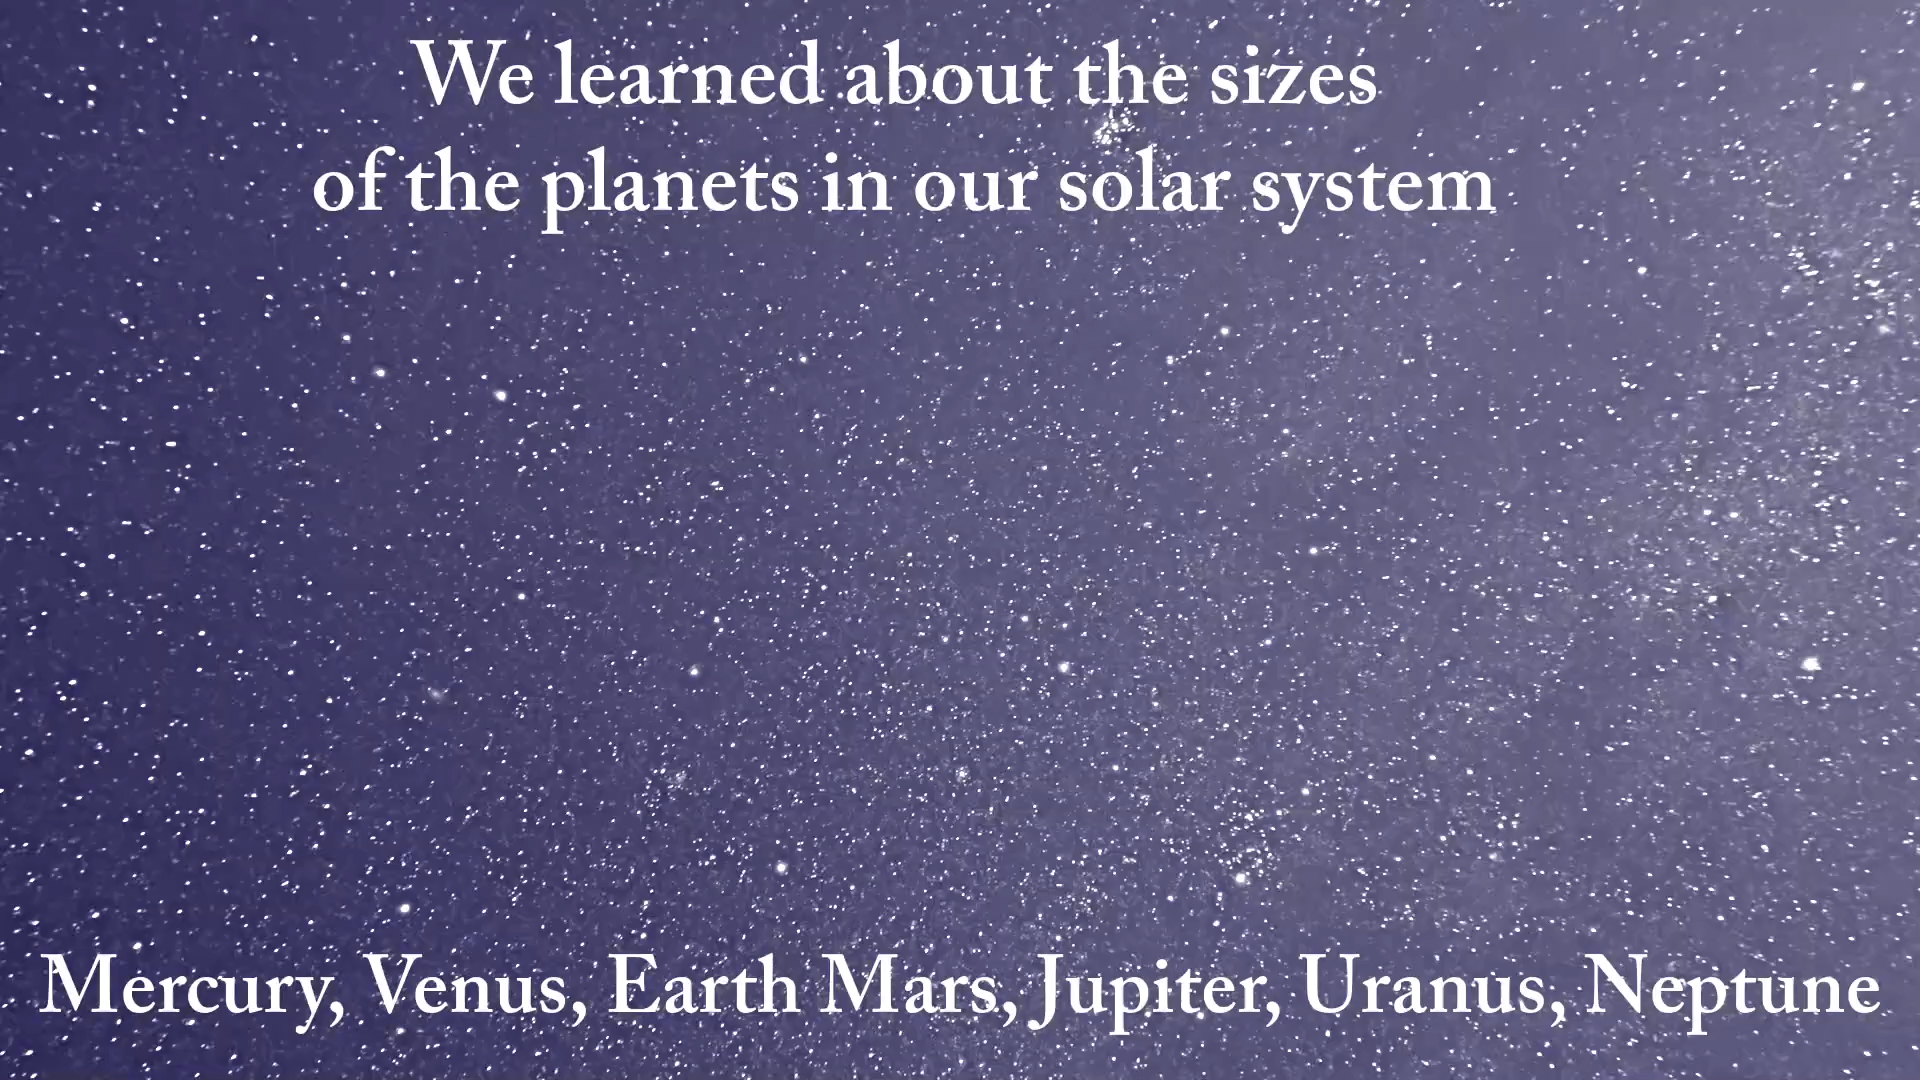 We learned about the sizes
of the planets in our solar system
Mercury, Venus, Earth Mars, Jupiter, Uranus, Neptune